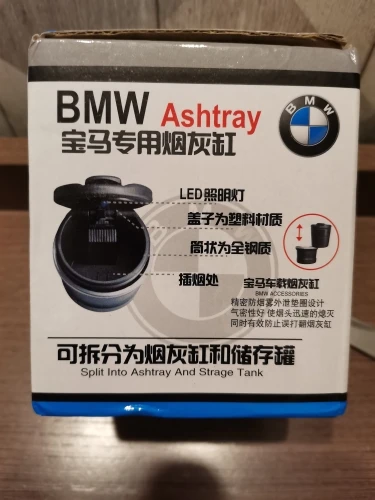 BMW Ashtray
宝马专用烟灰缸
BMW
LED照明灯
盖子为塑料材质
筒状为全钢质
插烟处
宝马车载烟灰缸
BMW ACCESSORIES
精密防烟雾外泄垫圈设计
气密性好 使烟头迅速的熄灭
同时有效防止误打翻烟灰缸
可拆分为烟灰缸和储存罐
Split Into Ashtray And Strage Tank